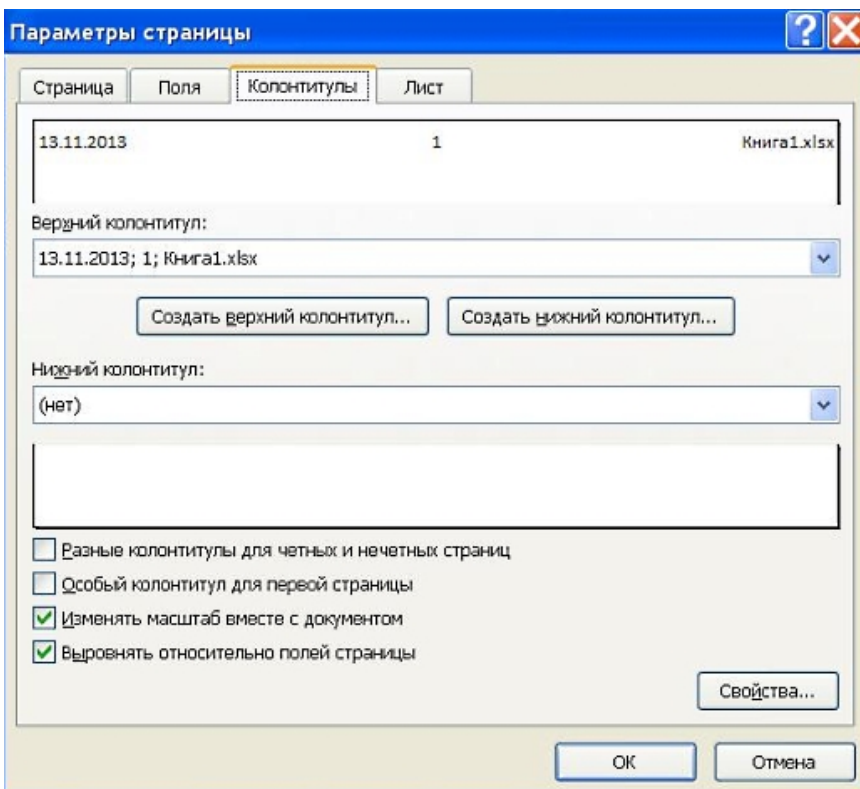 Параметры страницы
Страница Поля Колонтитулы Лист
13.11.2013 1 Книга1.xlsx
Верхний колонтитул:
13.11.2013; 1; Книга1.xlsx
Создать верхний колонтитул... Создать нижний колонтитул...
Нижний колонтитул:
(нет)
Разные колонтитулы для четных и нечетных страниц
Особый колонтитул для первой страницы
Изменять масштаб вместе с документом
Выровнять относительно полей страницы
Свойства...
ОК Отмена